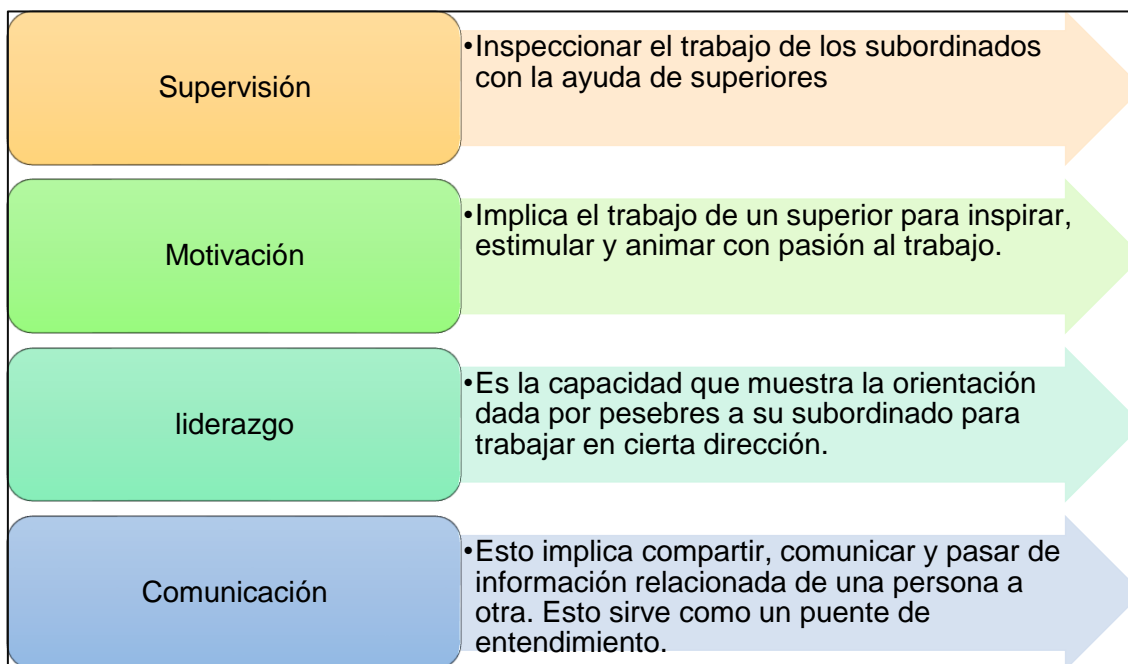 Supervisión
•Inspeccionar el trabajo de los subordinados
con la ayuda de superiores
Motivación
•Implica el trabajo de un superior para inspirar,
estimular y animar con pasión al trabajo.
liderazgo
•Es la capacidad que muestra la orientación
dada por pesebres a su subordinado para
trabajar en cierta dirección.
Comunicación
•Esto implica compartir, comunicar y pasar de
información relacionada de una persona a
otra. Esto sirve como un puente de
entendimiento.